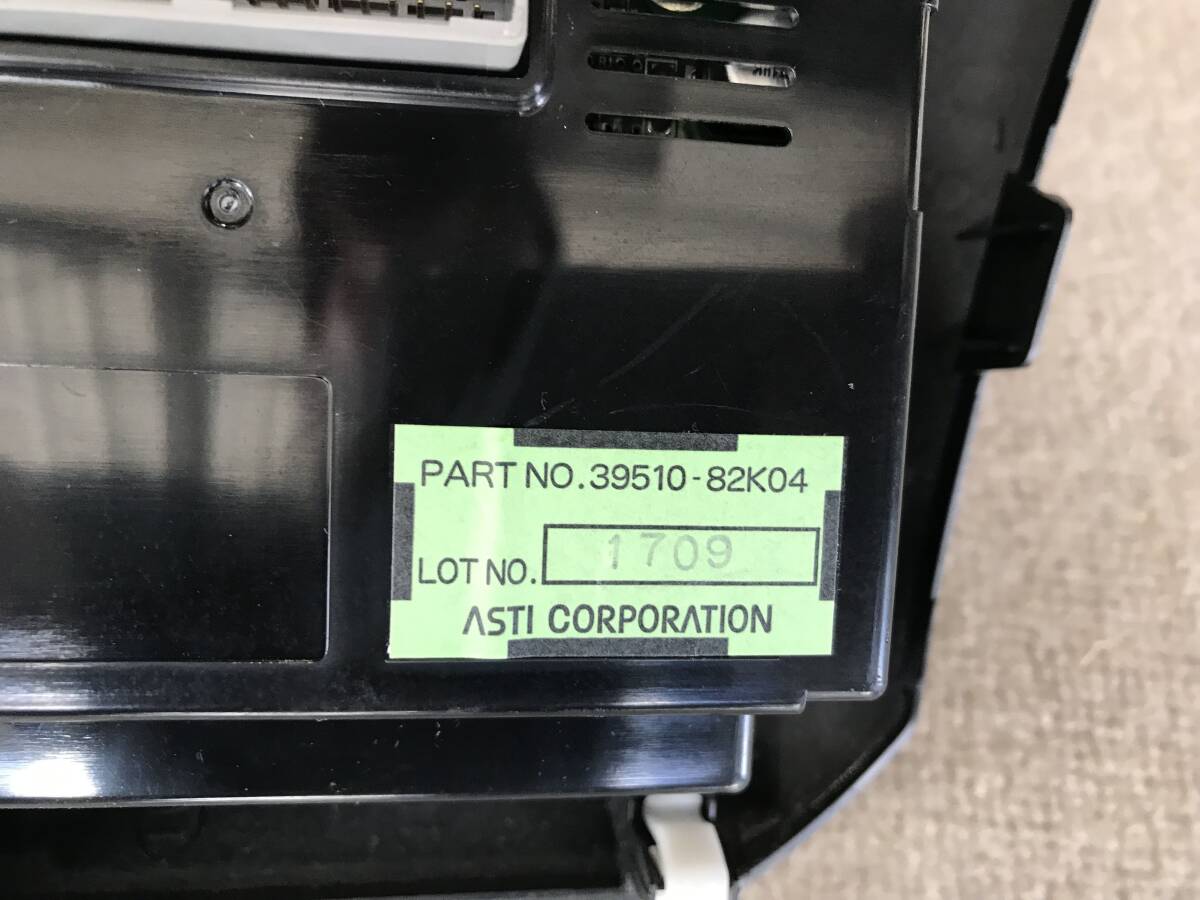 PART NO.39510-82K04
LOT NO. 1709
ASTI CORPORATION